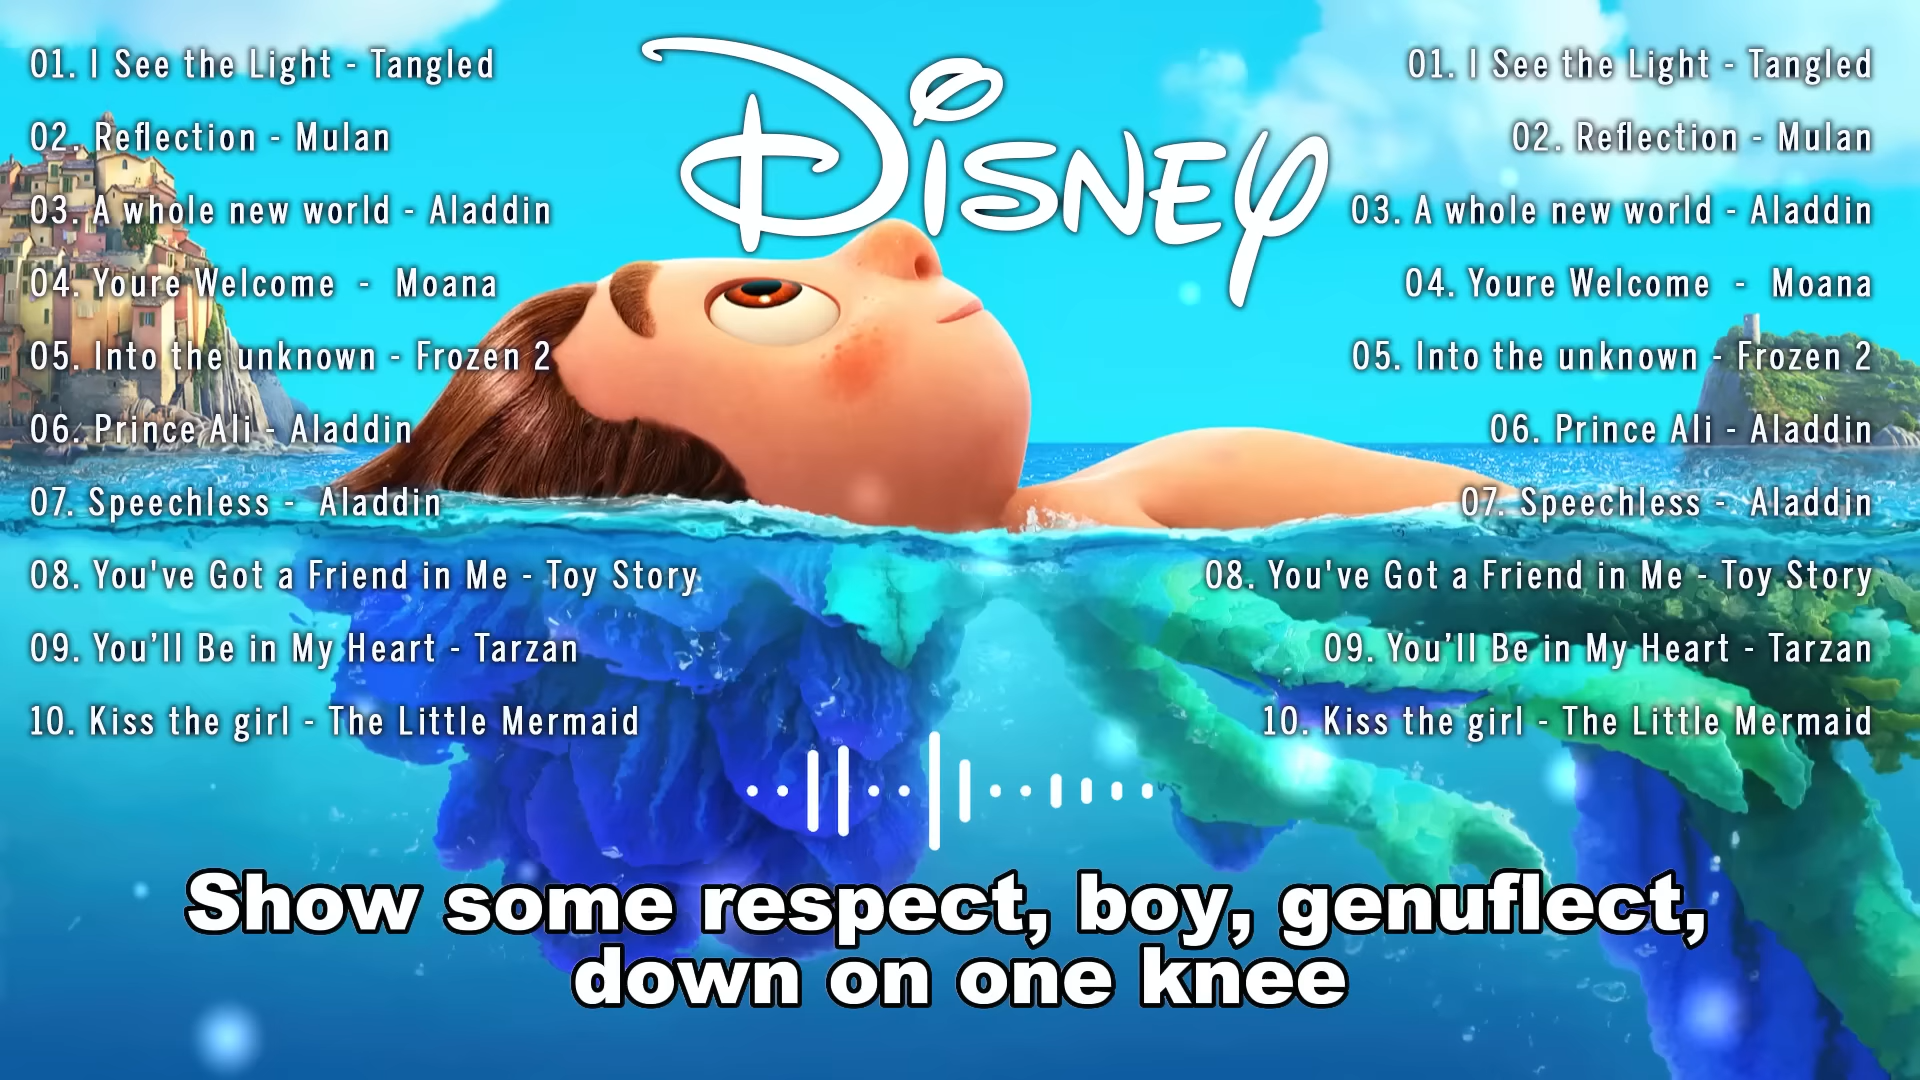 Disney
01. I See the Light - Tangled
02. Reflection - Mulan
03. A whole new world - Aladdin
04. Youre Welcome - Moana
05. Into the unknown - Frozen 2
06. Prince Ali - Aladdin
07. Speechless - Aladdin
08. You've Got a Friend in Me - Toy Story
09. You’ll Be in My Heart - Tarzan
10. Kiss the girl - The Little Mermaid
01. I See the Light - Tangled
02. Reflection - Mulan
03. A whole new world - Aladdin
04. Youre Welcome - Moana
05. Into the unknown - Frozen 2
06. Prince Ali - Aladdin
07. Speechless - Aladdin
08. You've Got a Friend in Me - Toy Story
09. You’ll Be in My Heart - Tarzan
10. Kiss the girl - The Little Mermaid
Show some respect, boy, genuflect,
down on one knee